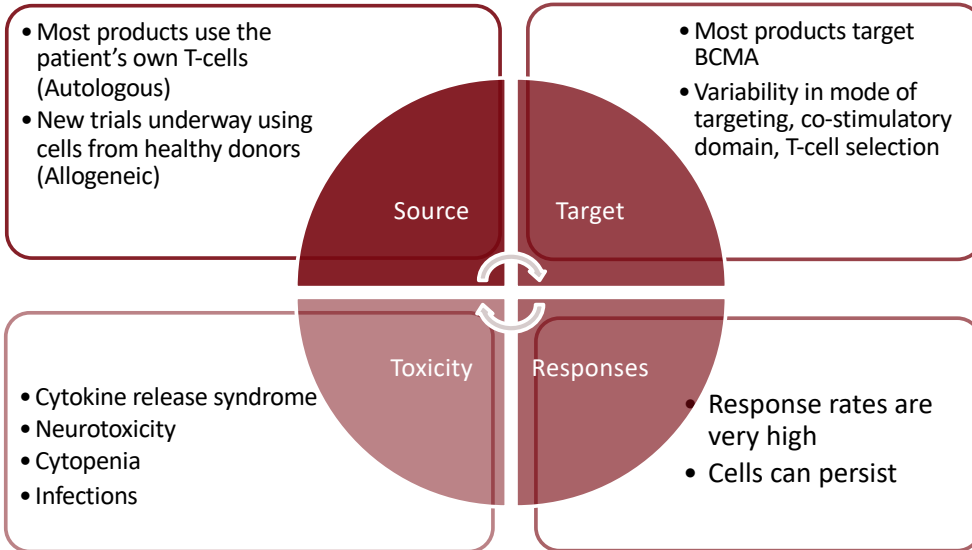 • Most products use the
patient’s own T-cells
(Autologous)
• New trials underway using
cells from healthy donors
(Allogeneic)
Source
• Most products target
BCMA
• Variability in mode of
targeting, co-stimulatory
domain, T-cell selection
Target
Toxicity
• Cytokine release syndrome
• Neurotoxicity
• Cytopenia
• Infections
Responses
• Response rates are
very high
• Cells can persist